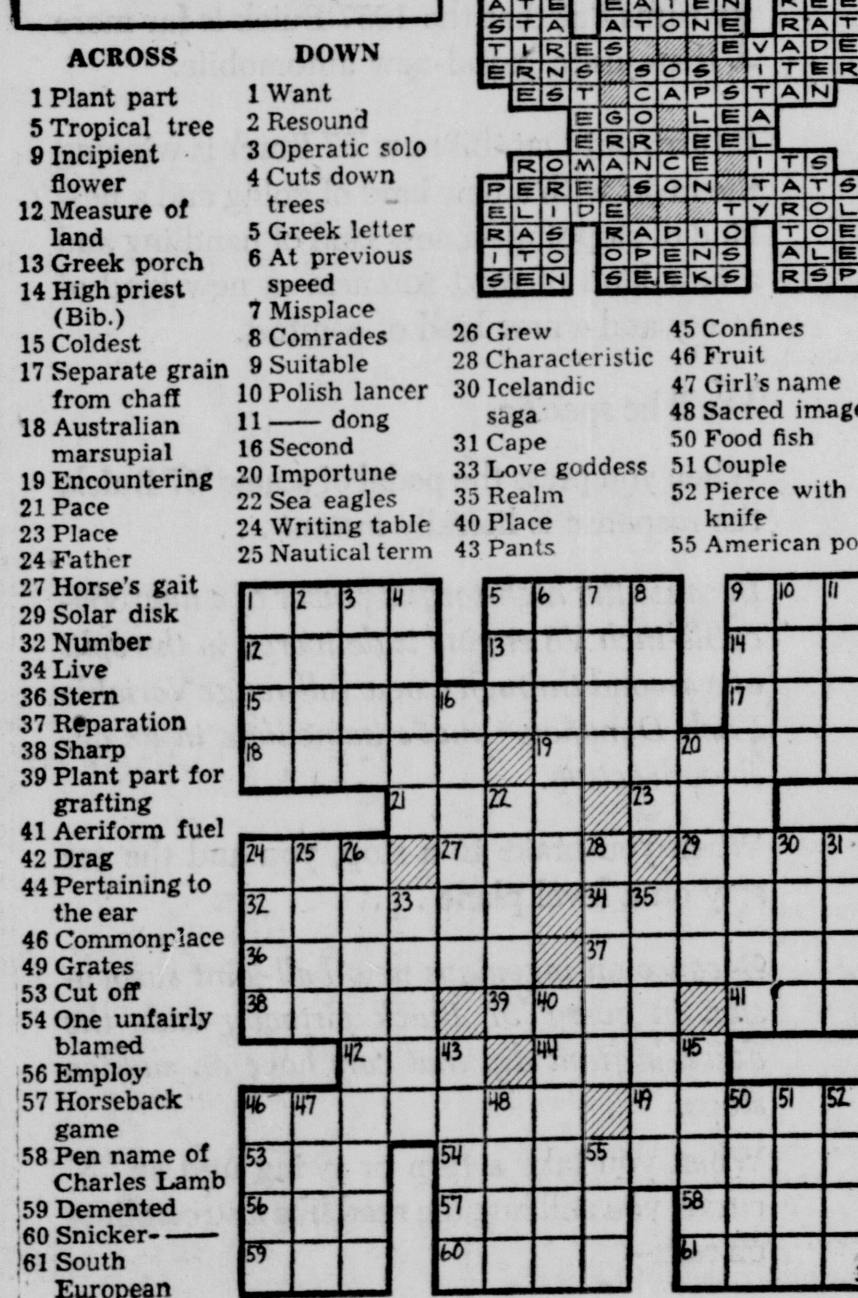 ATE EATEN REE
STA ATONE RAT
TIRES EVADE
ERNS SOS ITER
EST CAPSTAN
EGO LEA
ERR EEL
ROMANCE ITS
PERE SON TATS
ELIDE TYROL
RAS RADIO TOE
ITO OPENS ALE
SEN SEEKS RSP
ACROSS
1 Plant part
5 Tropical tree
9 Incipient
flower
12 Measure of
land
13 Greek porch
14 High priest
(Bib.)
15 Coldest
17 Separate grain
from chaff
18 Australian
marsupial
19 Encountering
21 Pace
23 Place
24 Father
27 Horse's gait
29 Solar disk
32 Number
34 Live
36 Stern
37 Reparation
38 Sharp
39 Plant part for
grafting
41 Aeriform fuel
42 Drag
44 Pertaining to
the ear
46 Commonplace
49 Grates
53 Cut off
54 One unfairly
blamed
56 Employ
57 Horseback
game
58 Pen name of
Charles Lamb
59 Demented
60 Snicker- ——
61 South
European
DOWN
1 Want
2 Resound
3 Operatic solo
4 Cuts down
trees
5 Greek letter
6 At previous
speed
7 Misplace
8 Comrades
9 Suitable
10 Polish lancer
11 —— dong
16 Second
20 Importune
22 Sea eagles
24 Writing table
25 Nautical term
26 Grew
28 Characteristic
30 Icelandic
saga
31 Cape
33 Love goddess
35 Realm
40 Place
43 Pants
45 Confines
46 Fruit
47 Girl's name
48 Sacred image
50 Food fish
51 Couple
52 Pierce with
knife
55 American po
1 2 3 4 5 6 7 8 9 10 11
12 13 14
15 16 17
18 19 20
21 22 23
24 25 26 27 28 29 30 31
32 33 34 35
36 37
38 39 40 41
42 43 44 45
46 47 48 49 50 51 52
53 54 55
56 57 58
59 60 61